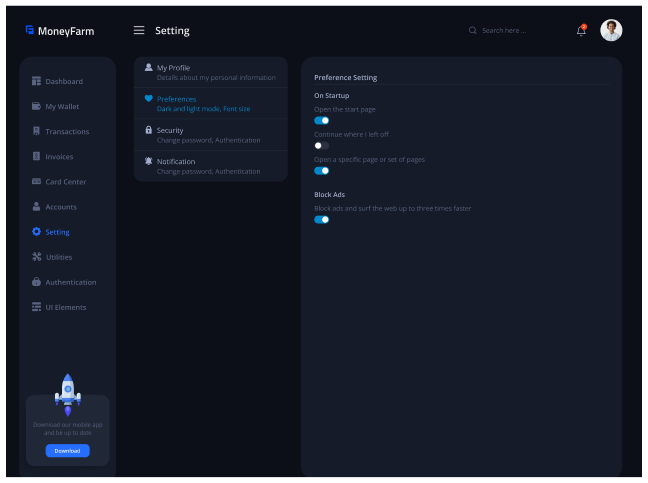 MoneyFarm
Setting
Search here ...
Dashboard
My Wallet
Transactions
Invoices
Card Center
Accounts
Setting
Utilities
Authentication
UI Elements
Download our mobile app
and be up to date
Download
My Profile
Details about my personal information
Preferences
Dark and light mode, Font size
Security
Change password, Authentication
Notification
Change password, Authentication
Preference Setting
On Startup
Open the start page
Continue where I left off
Open a specific page or set of pages
Block Ads
Block ads and surf the web up to three times faster